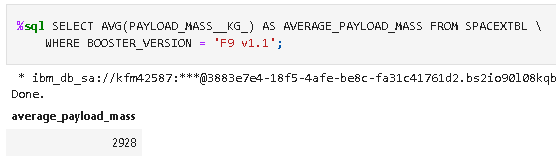 %sql SELECT AVG(PAYLOAD_MASS__KG_) AS AVERAGE_PAYLOAD_MASS FROM SPACEXTBL \
WHERE BOOSTER_VERSION = 'F9 v1.1';
* ibm_db_sa://kfm42587:***@3883e7e4-18f5-4afe-be8c-fa31c41761d2.bs2io90l08kqb
Done.
average_payload_mass
2928